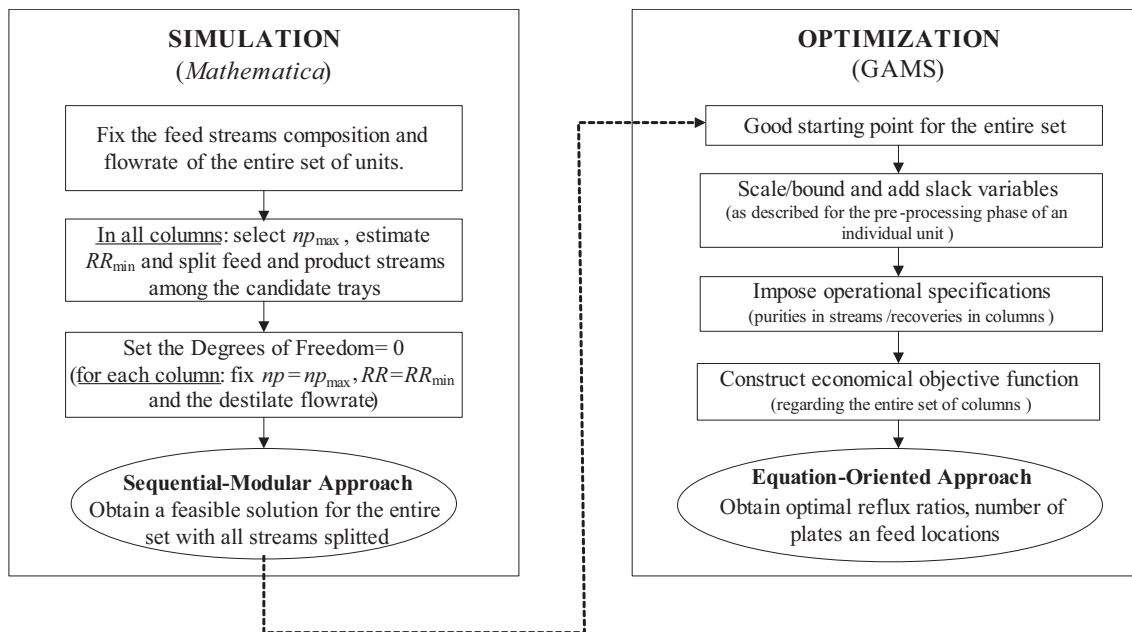 SIMULATION
(Mathematica)
Fix the feed streams composition and
flowrate of the entire set of units.
In all columns: select npmax , estimate
RRmin and split feed and product streams
among the candidate trays
Set the Degrees of Freedom= 0
(for each column: fix np=npmax, RR=RRmin
and the destilate flowrate)
Sequential-Modular Approach
Obtain a feasible solution for the entire
set with all streams splitted
OPTIMIZATION
(GAMS)
Good starting point for the entire set
Scale/bound and add slack variables
(as described for the pre-processing phase of an
individual unit )
Impose operational specifications
(purities in streams /recoveries in columns )
Construct economical objective function
(regarding the entire set of columns )
Equation-Oriented Approach
Obtain optimal reflux ratios, number of
plates an feed locations